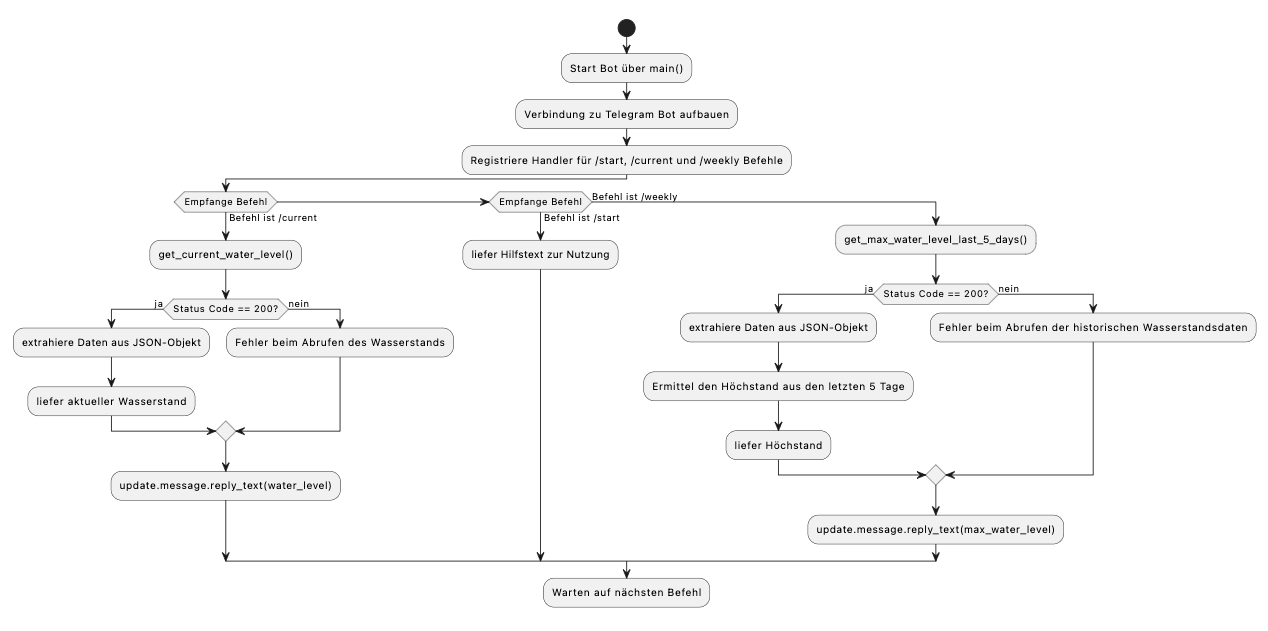 Start Bot über main()
Verbindung zu Telegram Bot aufbauen
Registriere Handler für /start, /current und /weekly Befehle
Empfange Befehl
Befehl ist /current
Empfange Befehl
Befehl ist /weekly
Befehl ist /start
get_current_water_level()
liefer Hilfstext zur Nutzung
get_max_water_level_last_5_days()
ja
Status Code == 200?
nein
extrahiere Daten aus JSON-Objekt
Fehler beim Abrufen des Wasserstands
liefer aktueller Wasserstand
update.message.reply_text(water_level)
ja
Status Code == 200?
nein
extrahiere Daten aus JSON-Objekt
Fehler beim Abrufen der historischen Wasserstandsdaten
Ermittel den Höchstand aus den letzten 5 Tage
liefer Höchstand
update.message.reply_text(max_water_level)
Warten auf nächsten Befehl